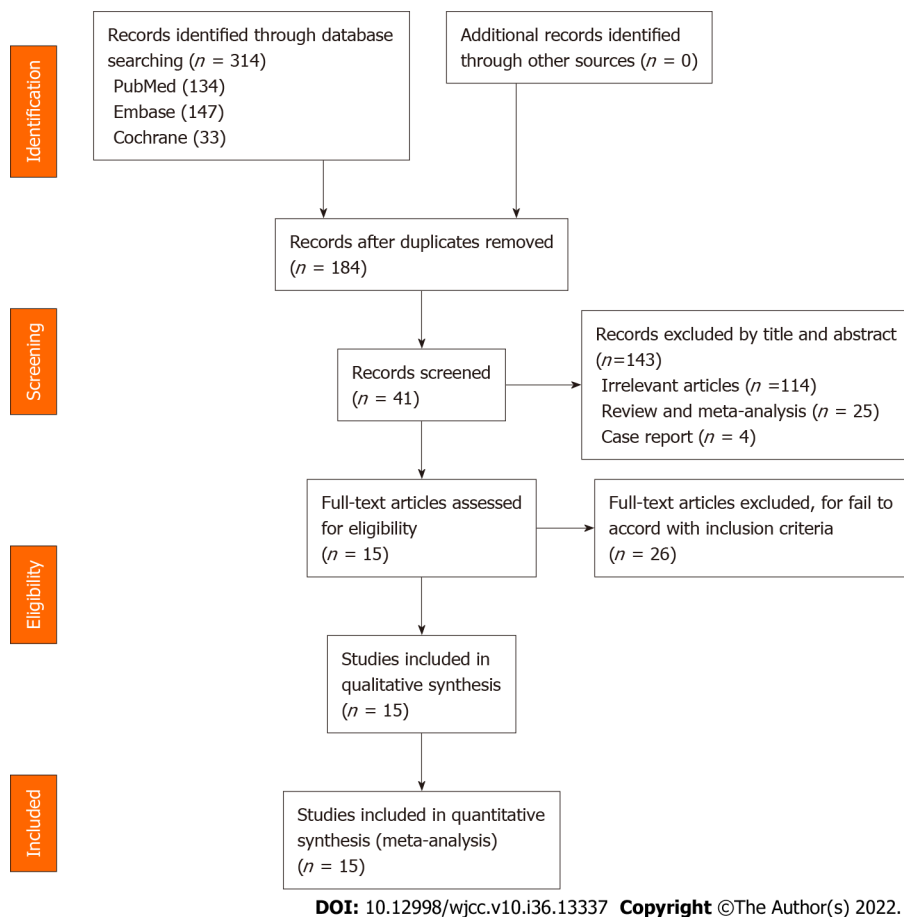 Identification
Records identified through database
searching (n = 314)
PubMed (134)
Embase (147)
Cochrane (33)
Additional records identified
through other sources (n = 0)
Records after duplicates removed
(n = 184)
Screening
Records screened
(n = 41)
Records excluded by title and abstract
(n=143)
Irrelevant articles (n =114)
Review and meta-analysis (n = 25)
Case report (n = 4)
Eligibility
Full-text articles assessed
for eligibility
(n = 15)
Full-text articles excluded, for fail to
accord with inclusion criteria
(n = 26)
Studies included in
qualitative synthesis
(n = 15)
Included
Studies included in quantitative
synthesis (meta-analysis)
(n = 15)
DOI: 10.12998/wjcc.v10.i36.13337 Copyright ©The Author(s) 2022.